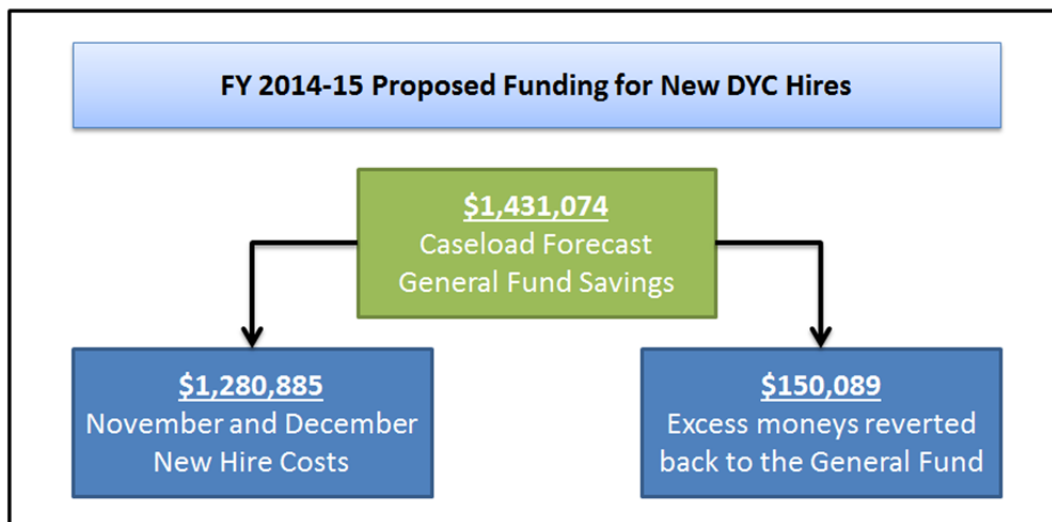 FY 2014-15 Proposed Funding for New DYC Hires
$1,431,074
Caseload Forecast
General Fund Savings
$1,280,885
November and December
New Hire Costs
$150,089
Excess moneys reverted
back to the General Fund